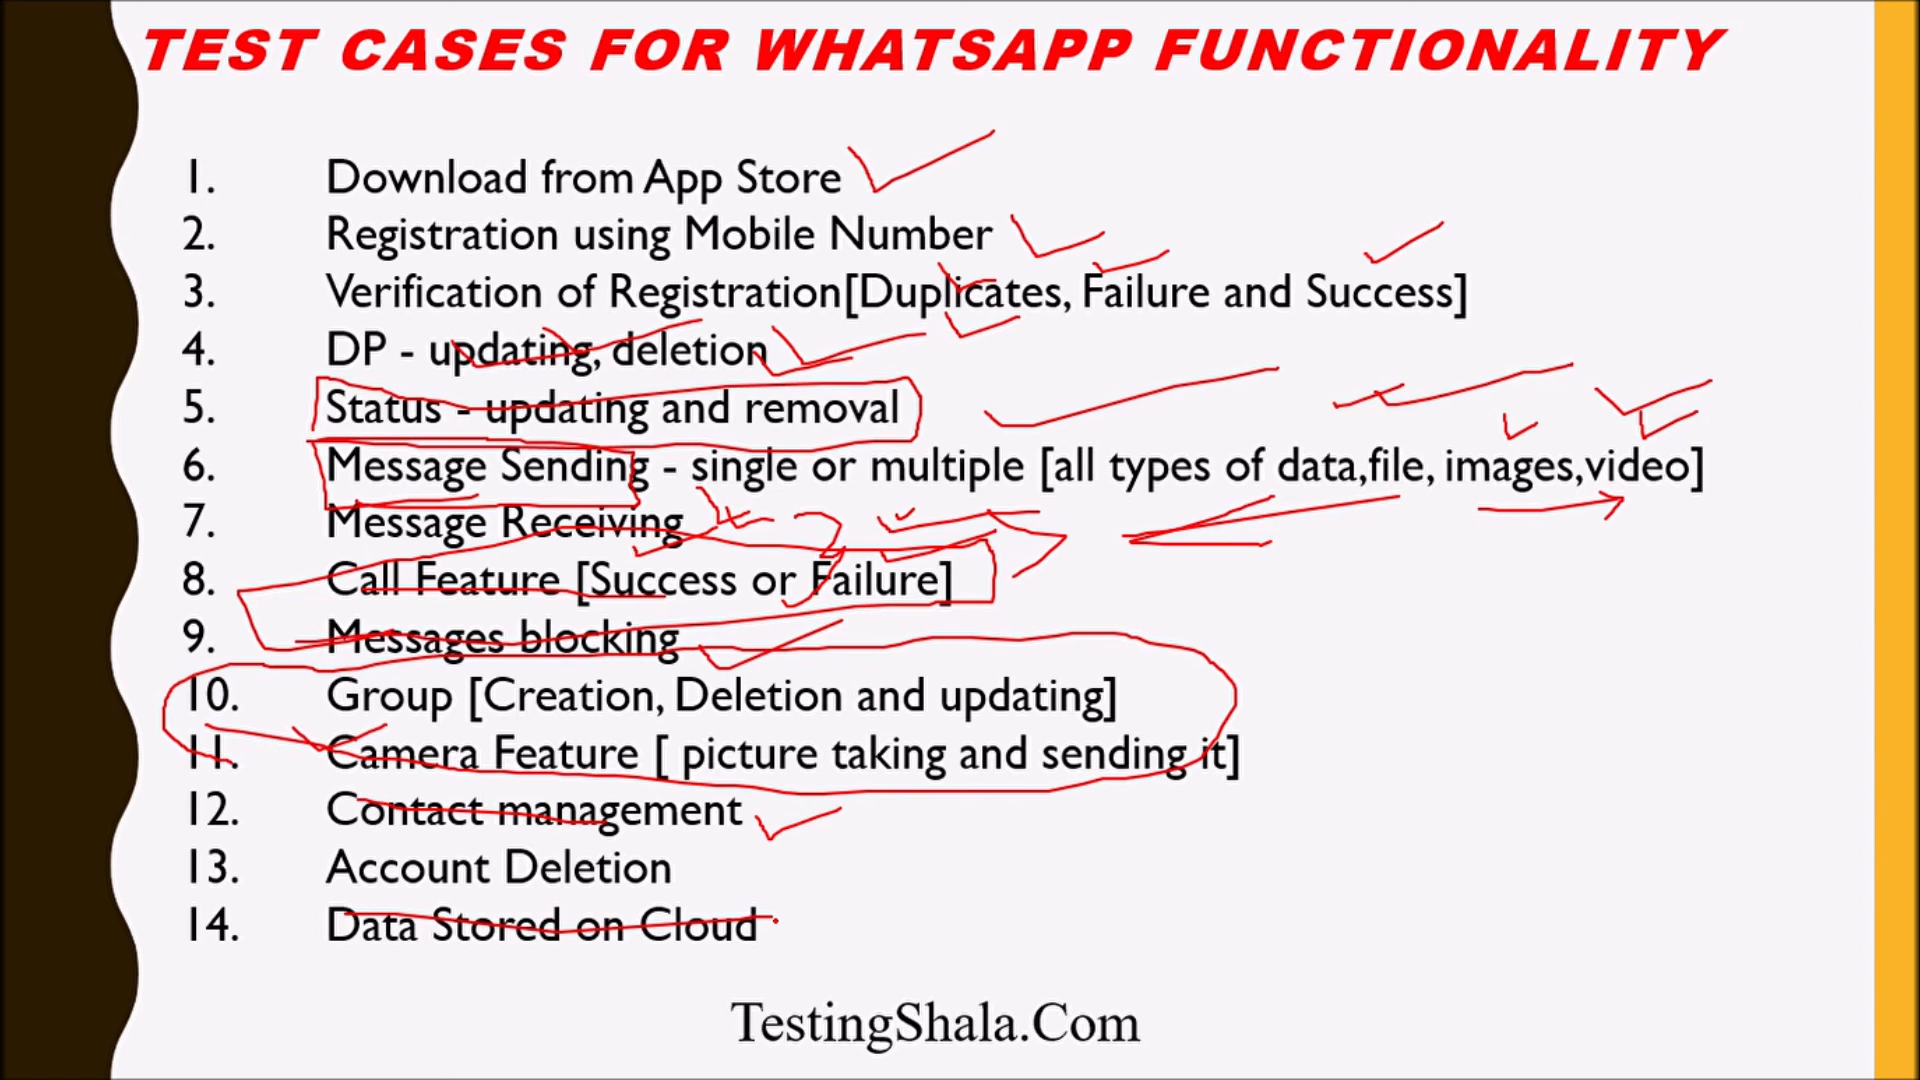 TEST CASES FOR WHATSAPP FUNCTIONALITY
1. Download from App Store
2. Registration using Mobile Number
3. Verification of Registration[Duplicates, Failure and Success]
4. DP - updating, deletion
5. Status - updating and removal
6. Message Sending - single or multiple [all types of data,file, images,video]
7. Message Receiving
8. Call Feature [Success or Failure]
9. Messages blocking
10. Group [Creation, Deletion and updating]
11. Camera Feature [ picture taking and sending it]
12. Contact management
13. Account Deletion
14. Data Stored on Cloud
TestingShala.Com